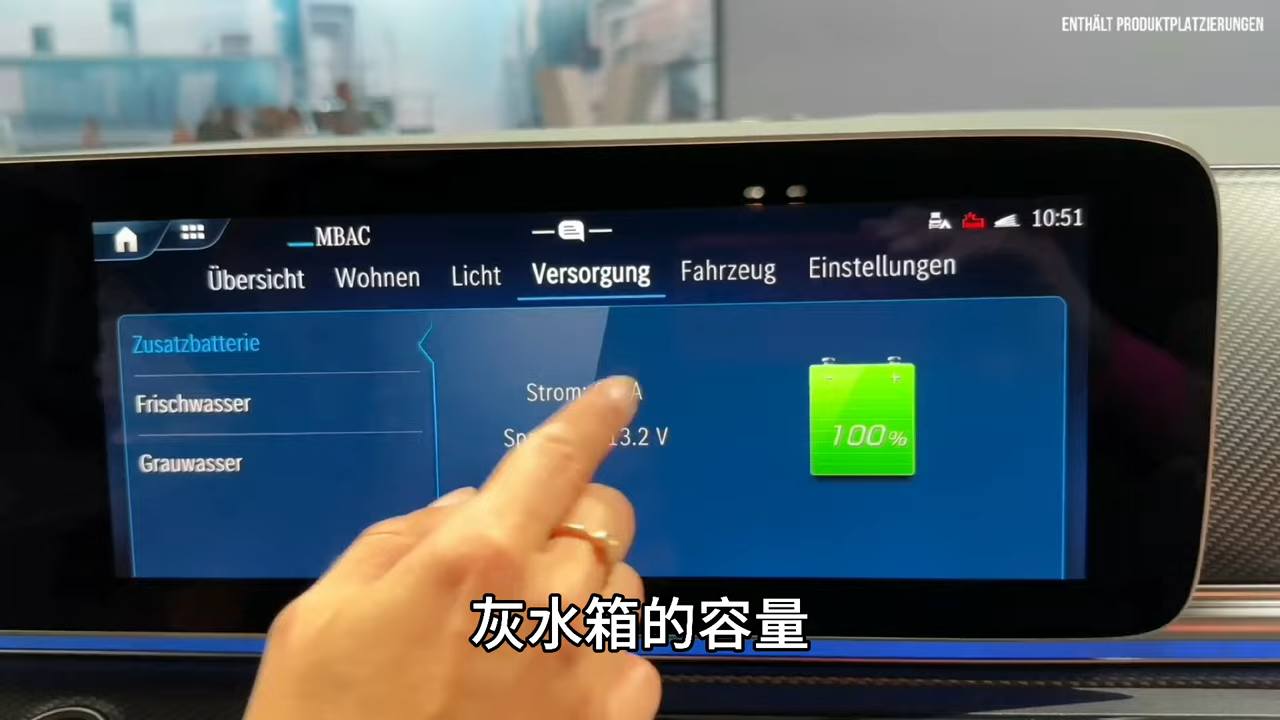 ENTHÄLT PRODUKTPLATZIERUNGEN
MBAC
10:51
Übersicht Wohnen Licht Versorgung Fahrzeug Einstellungen
Zusatzbatterie
Frischwasser
Grauwasser
Strom: A
13.2 V
100%
灰水箱的容量